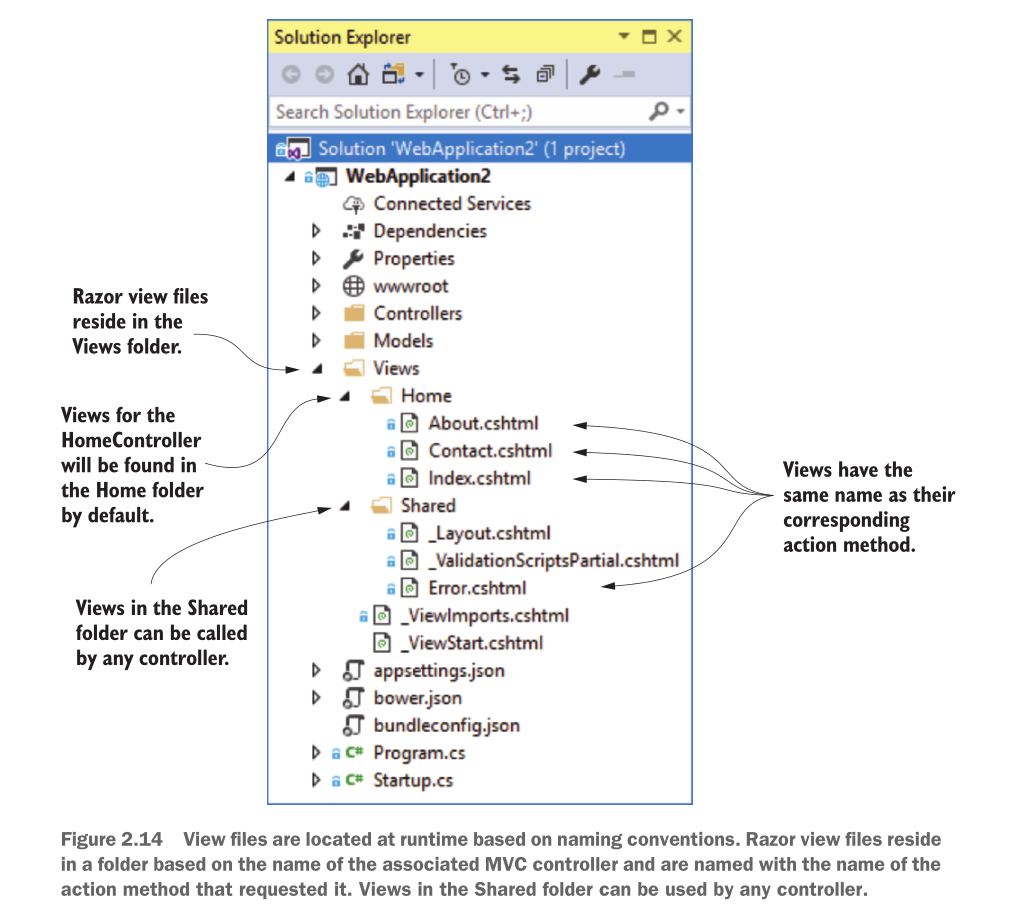 Solution Explorer
Search Solution Explorer (Ctrl+;)
Solution 'WebApplication2' (1 project)
WebApplication2
Connected Services
Dependencies
Properties
wwwroot
Controllers
Models
Views
Home
About.cshtml
Contact.cshtml
Index.cshtml
Shared
_Layout.cshtml
_ValidationScriptsPartial.cshtml
Error.cshtml
_ViewImports.cshtml
_ViewStart.cshtml
appsettings.json
bower.json
bundleconfig.json
C# Program.cs
C# Startup.cs
Razor view files
reside in the
Views folder.
Views for the
HomeController
will be found in
the Home folder
by default.
Views in the Shared
folder can be called
by any controller.
Views have the
same name as their
corresponding
action method.
Figure 2.14 View files are located at runtime based on naming conventions. Razor view files reside
in a folder based on the name of the associated MVC controller and are named with the name of the
action method that requested it. Views in the Shared folder can be used by any controller.